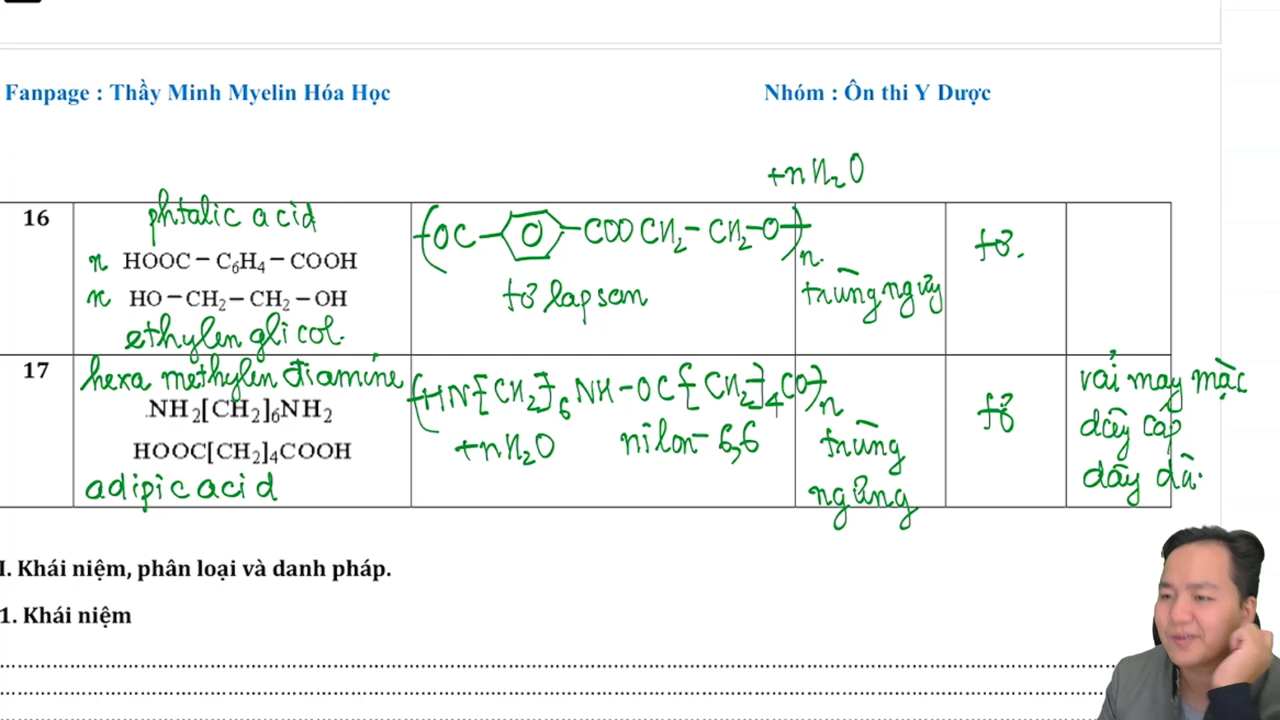 Fanpage : Thầy Minh Myelin Hóa Học
Nhóm : Ôn thi Y Dược
+nH₂O
16
phtalic acid
n HOOC – C₆H₄ – COOH
n HO – CH₂ – CH₂ – OH
ethylen glicol.
(OC – – COO CH₂ – CH₂ – O)n
tơ lapsan
trùng ngưng
tơ.
17
hexa methylen điamine
NH₂[CH₂]₆NH₂
HOOC[CH₂]₄COOH
adipic acid
(HN[CH₂]₆NH – OC[CH₂]₄CO)n
+nH₂O nilon – 6,6
trùng
ngưng
tơ
vải may mặc
dây cáp
dây dù.
I. Khái niệm, phân loại và danh pháp.
1. Khái niệm